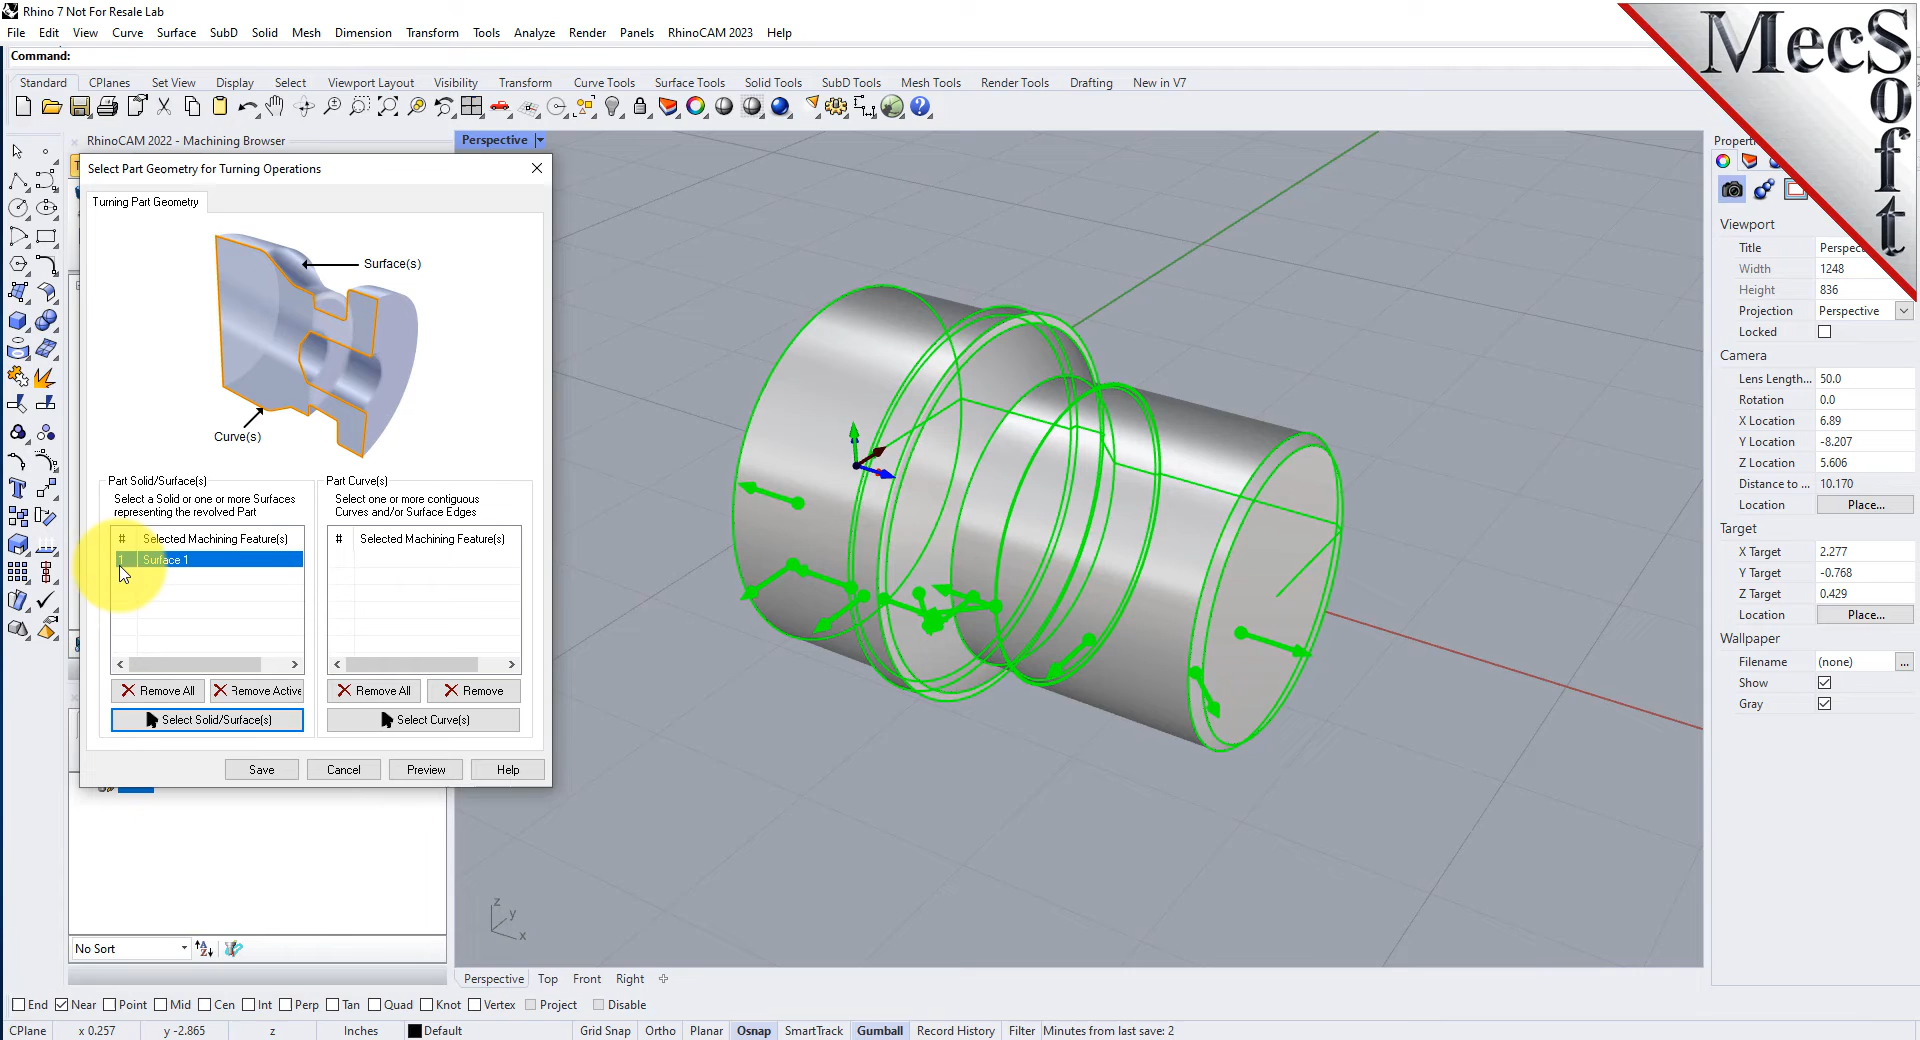 Rhino 7 Not For Resale Lab
File Edit View Curve Surface SubD Solid Mesh Dimension Transform Tools Analyze Render Panels RhinoCAM 2023 Help
Command:
Standard CPlanes Set View Display Select Viewport Layout Visibility Transform Curve Tools Surface Tools Solid Tools SubD Tools Mesh Tools Render Tools Drafting New in V7
MecSoft
RhinoCAM 2022 - Machining Browser
Perspective
Select Part Geometry for Turning Operations
Turning Part Geometry
Surface(s)
Curve(s)
Part Solid/Surface(s)
Select a Solid or one or more Surfaces
representing the revolved Part
# Selected Machining Feature(s)
1 Surface 1
Remove All Remove Active
Select Solid/Surface(s)
Part Curve(s)
Select one or more contiguous
Curves and/or Surface Edges
# Selected Machining Feature(s)
Remove All Remove
Select Curve(s)
Save Cancel Preview Help
No Sort
z
y
x
Viewport
Title Perspec
Width 1248
Height 836
Projection Perspective
Locked
Camera
Lens Length... 50.0
Rotation 0.0
X Location 6.89
Y Location -8.207
Z Location 5.606
Distance to ... 10.170
Location Place...
Target
X Target 2.277
Y Target -0.768
Z Target 0.429
Location Place...
Wallpaper
Filename (none) ...
Show
Gray
Perspective Top Front Right
End Near Point Mid Cen Int Perp Tan Quad Knot Vertex Project Disable
CPlane x 0.257 y -2.865 z Inches Default Grid Snap Ortho Planar Osnap SmartTrack Gumball Record History Filter Minutes from last save: 2